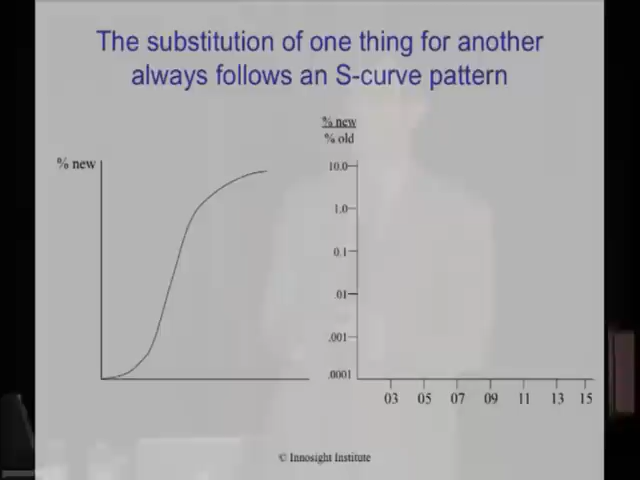 The substitution of one thing for another
always follows an S-curve pattern
% new
% new
% old
10.0
1.0
0.1
.01
.001
.0001
03 05 07 09 11 13 15
© Innosight Institute